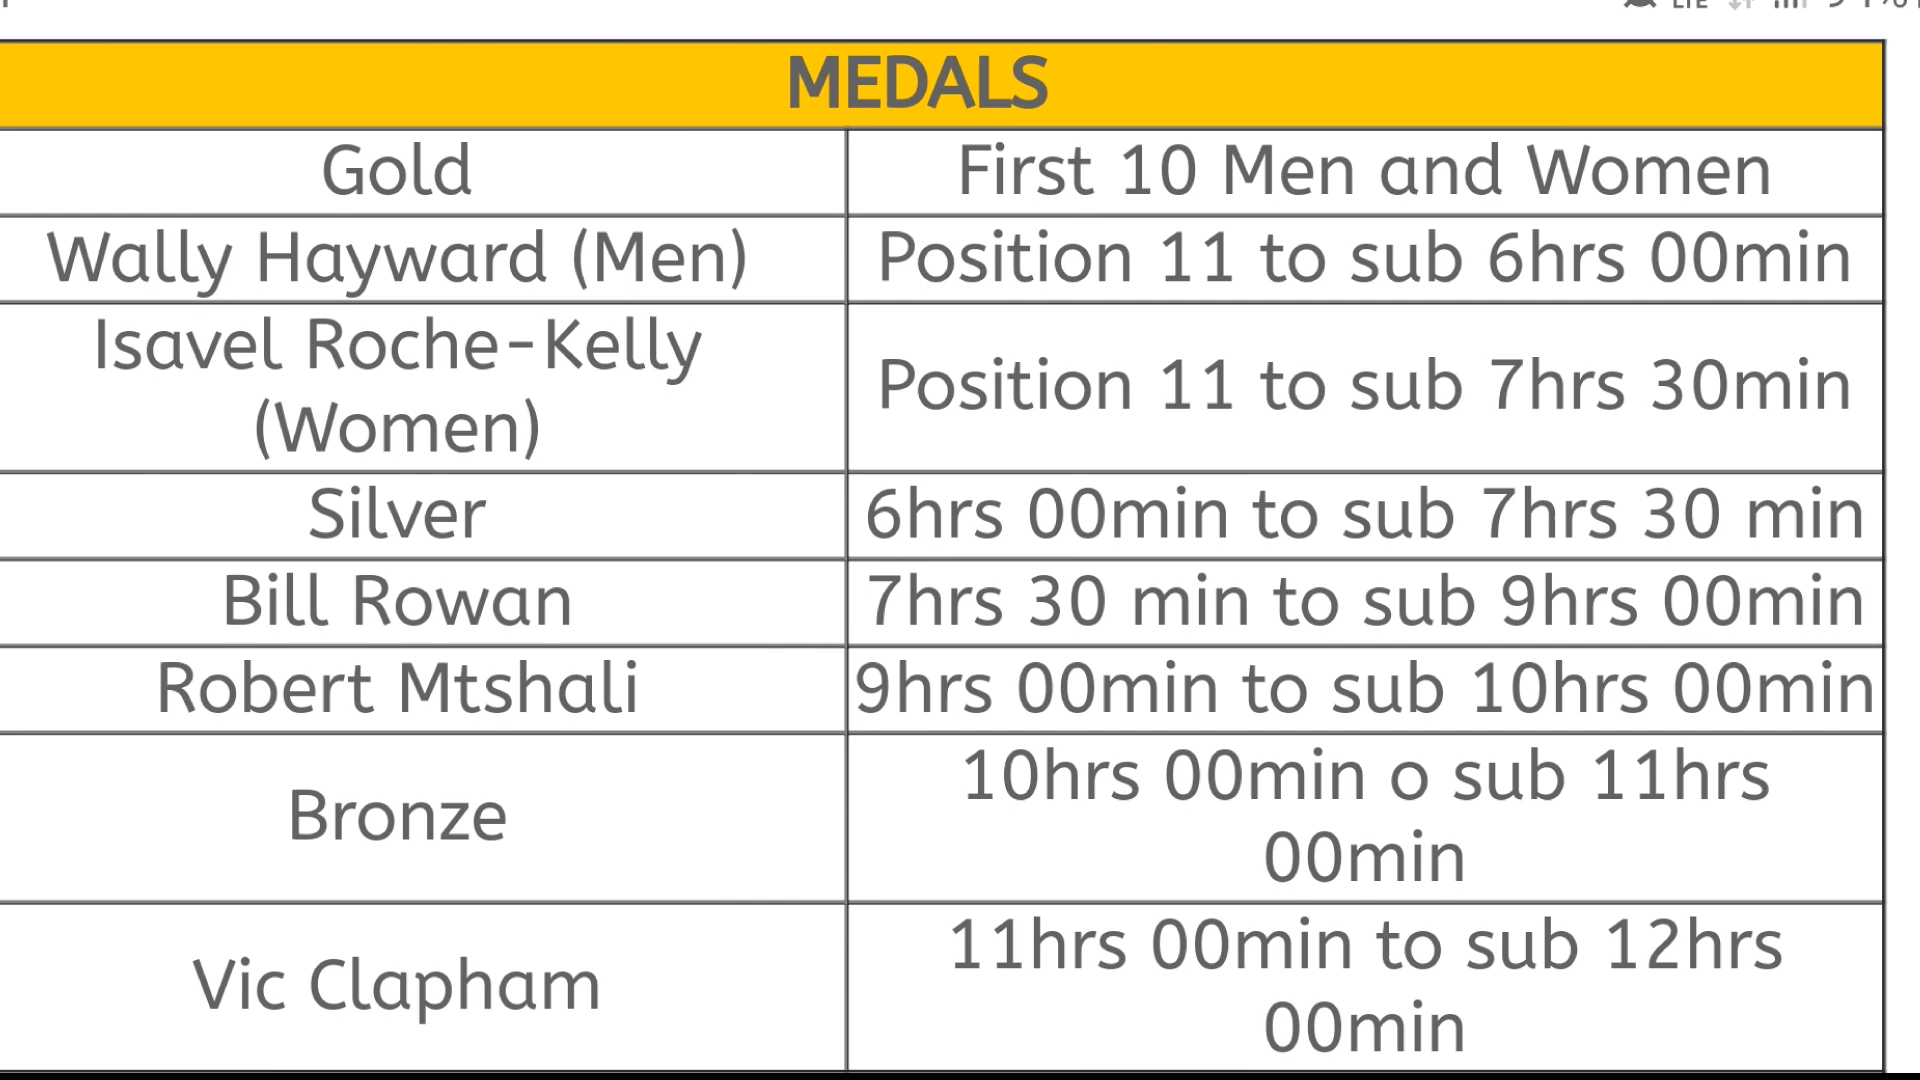 LTE
MEDALS
Gold
First 10 Men and Women
Wally Hayward (Men)
Position 11 to sub 6hrs 00min
Isavel Roche-Kelly
(Women)
Position 11 to sub 7hrs 30min
Silver
6hrs 00min to sub 7hrs 30 min
Bill Rowan
7hrs 30 min to sub 9hrs 00min
Robert Mtshali
9hrs 00min to sub 10hrs 00min
Bronze
10hrs 00min o sub 11hrs
00min
Vic Clapham
11hrs 00min to sub 12hrs
00min